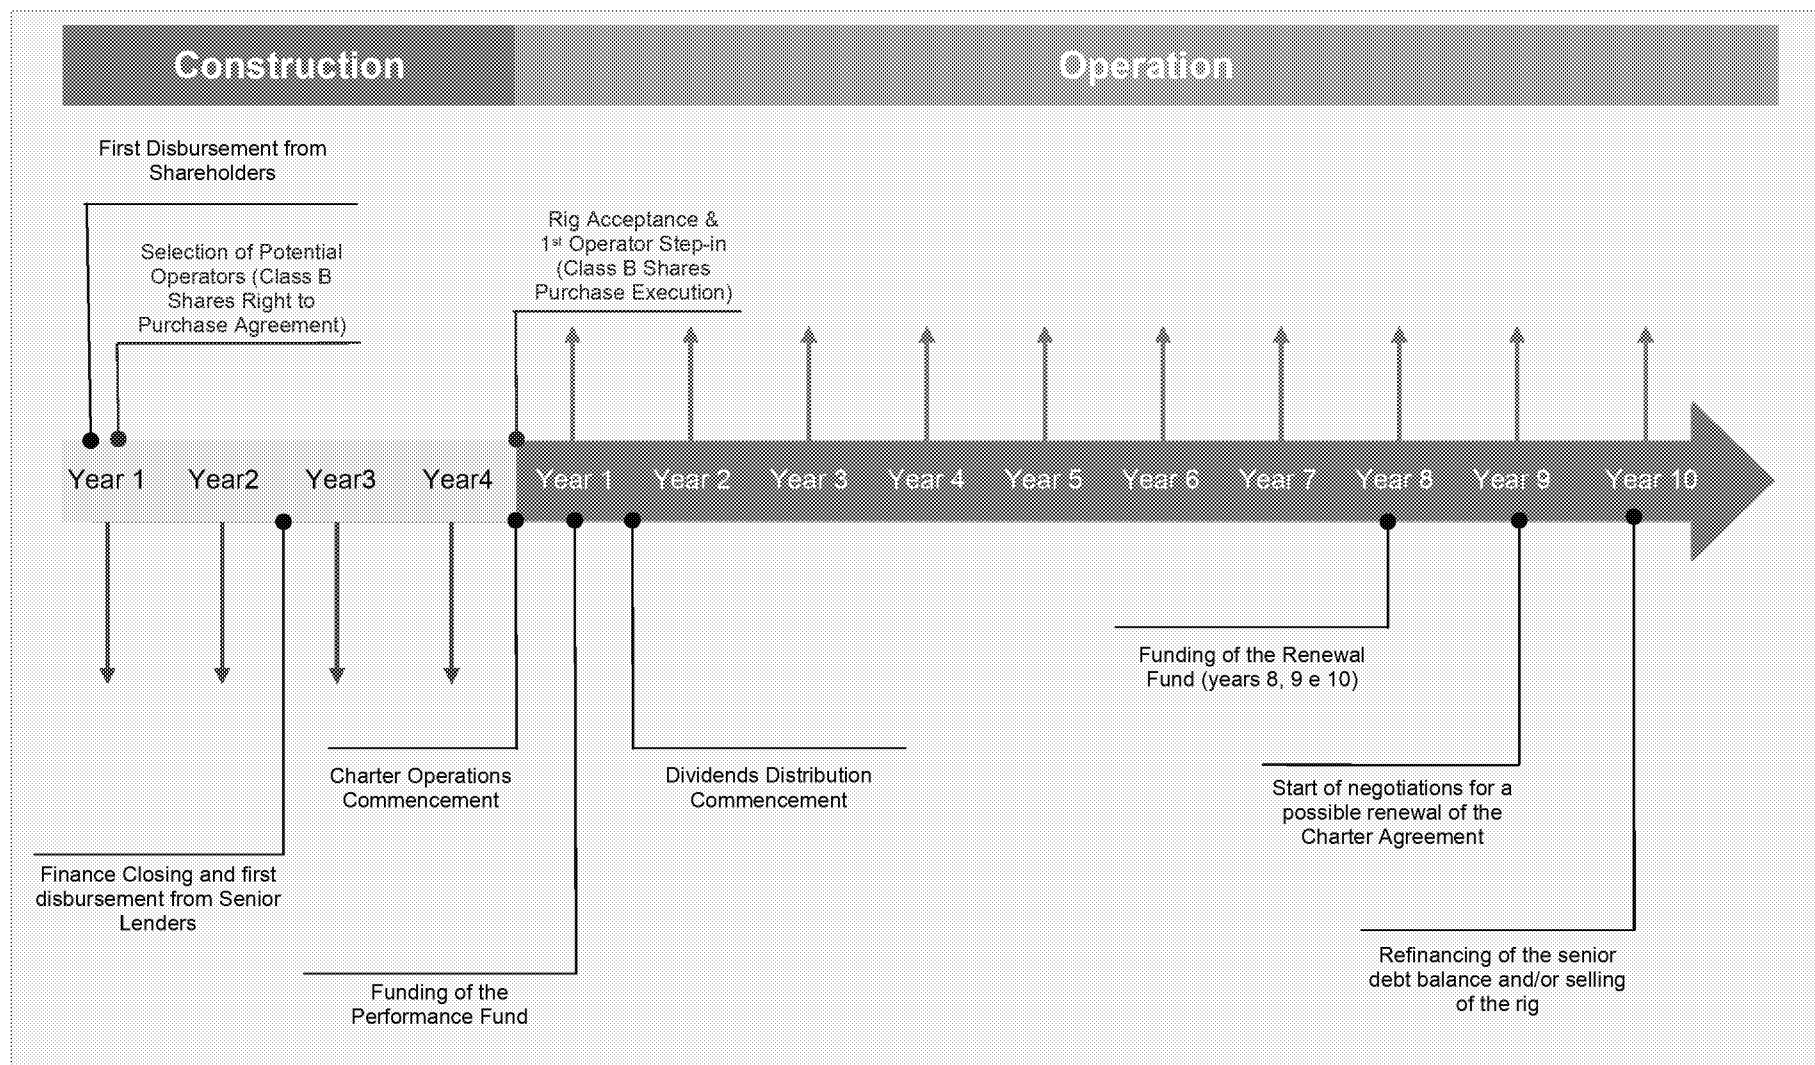 Construction
Operation
First Disbursement from
Shareholders
Selection of Potential
Operators (Class B
Shares Right to
Purchase Agreement)
Rig Acceptance &
1st Operator Step-in
(Class B Shares
Purchase Execution)
Year 1 Year2 Year3 Year4 Year 1 Year 2 Year 3 Year 4 Year 5 Year 6 Year 7 Year 8 Year 9 Year 10
Funding of the Renewal
Fund (years 8, 9 e 10)
Charter Operations
Commencement
Dividends Distribution
Commencement
Start of negotiations for a
possible renewal of the
Charter Agreement
Finance Closing and first
disbursement from Senior
Lenders
Funding of the
Performance Fund
Refinancing of the senior
debt balance and/or selling
of the rig